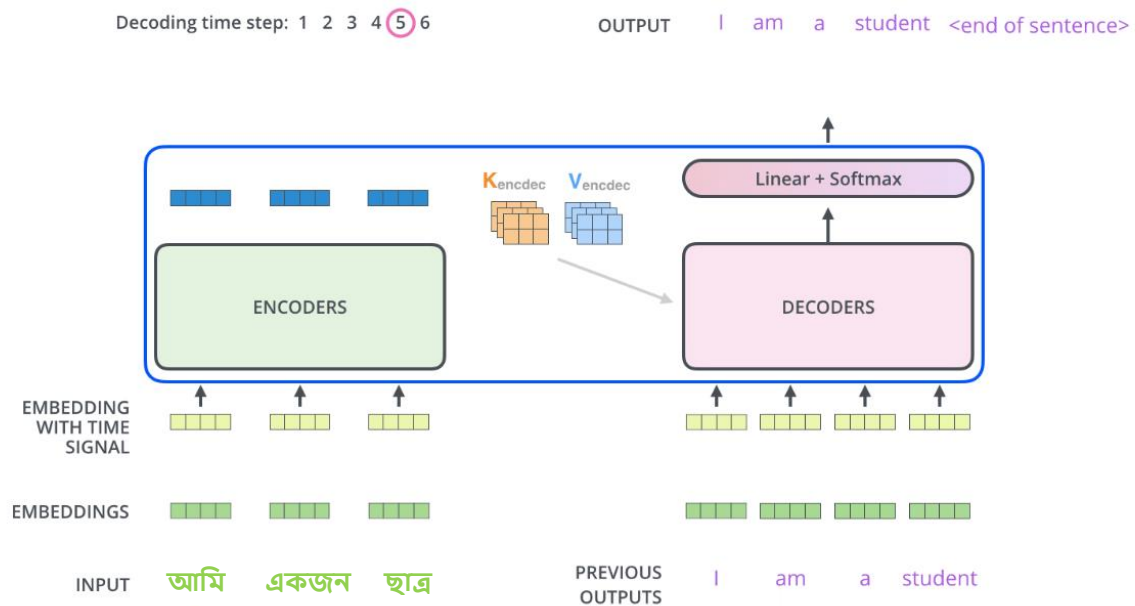 Decoding time step: 1 2 3 4 5 6
OUTPUT I am a student <end of sentence>
Kencdec Vencdec
Linear + Softmax
ENCODERS
DECODERS
EMBEDDING
WITH TIME
SIGNAL
EMBEDDINGS
INPUT আমি একজন ছাত্র
PREVIOUS
OUTPUTS
I am a student